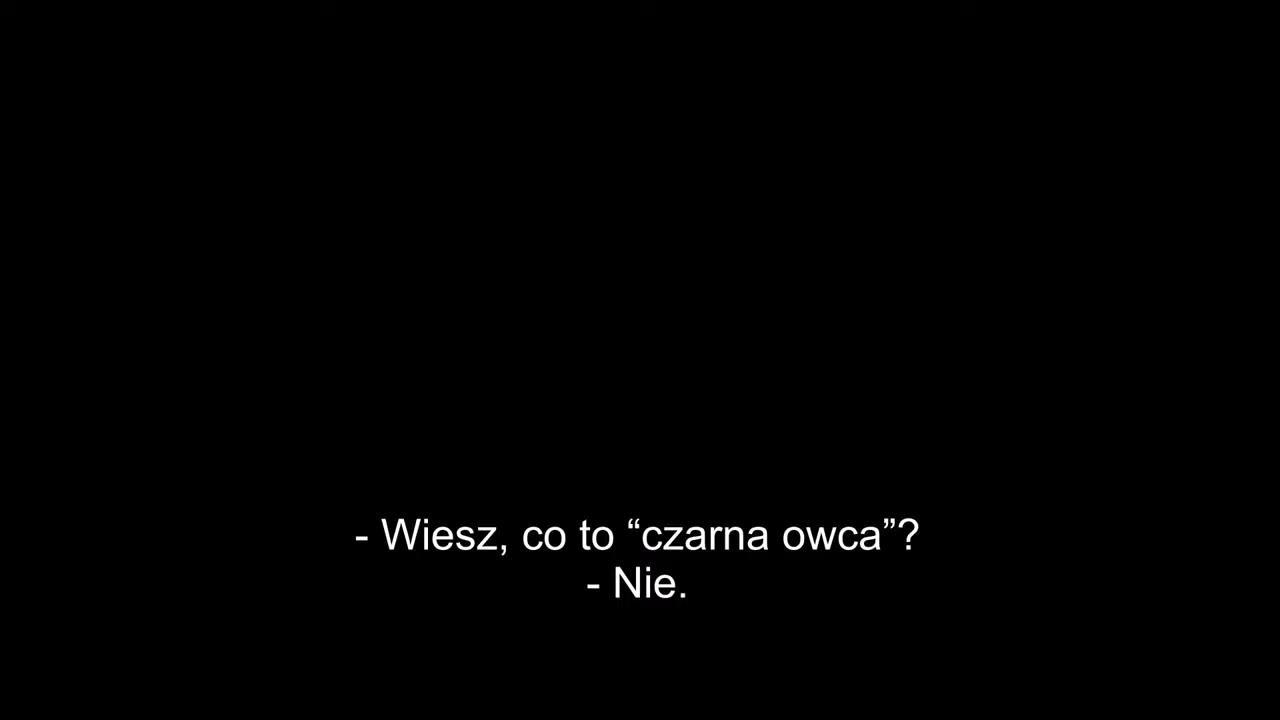 - Wiesz, co to “czarna owca”?
- Nie.